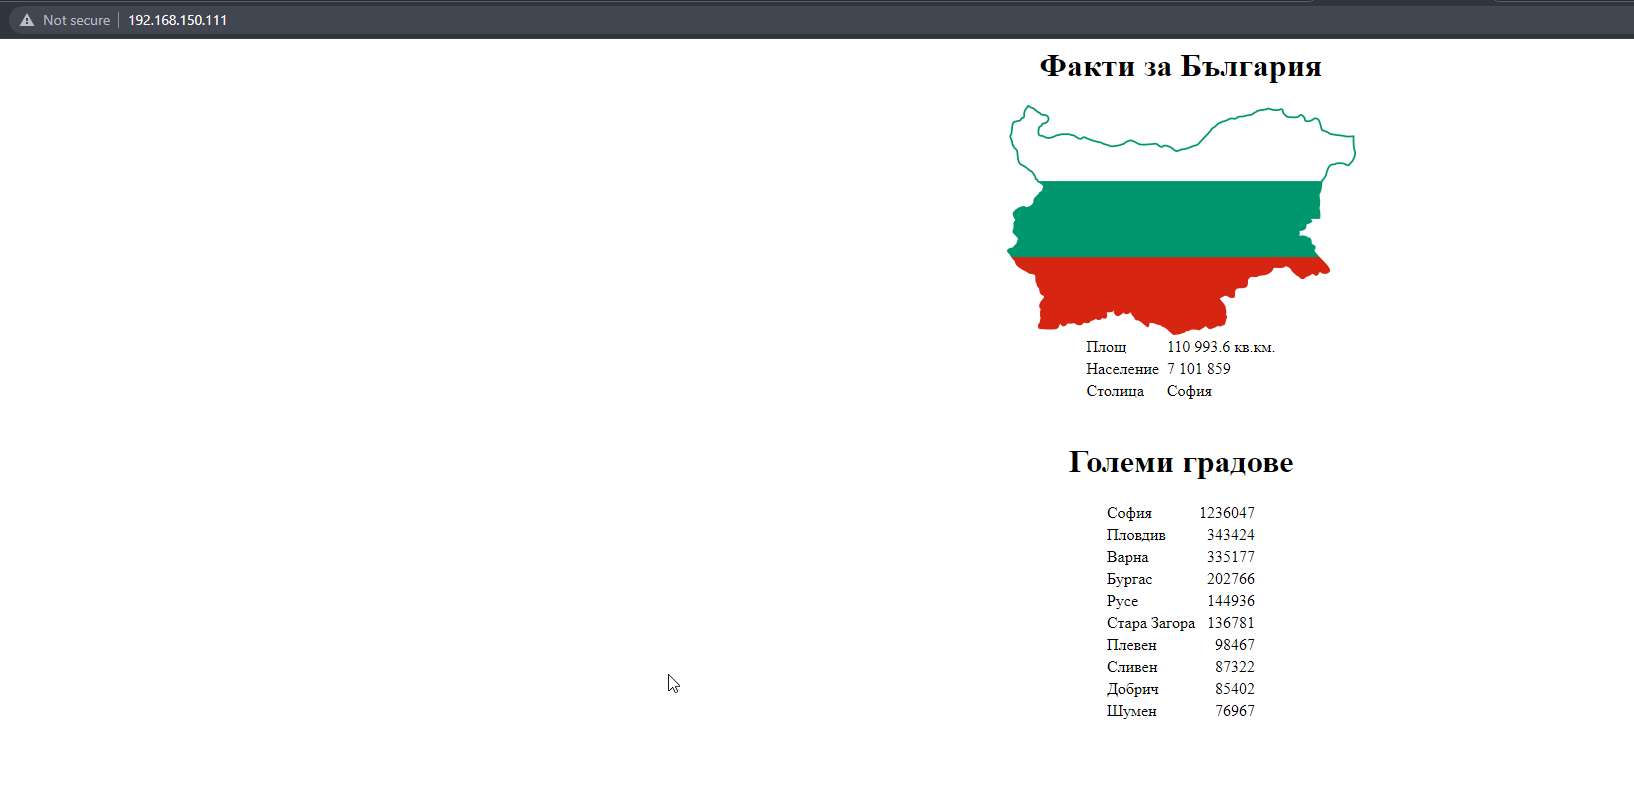 Not secure 192.168.150.111
Факти за България
Площ 110 993.6 кв.км.
Население 7 101 859
Столица София
Големи градове
София 1236047
Пловдив 343424
Варна 335177
Бургас 202766
Русе 144936
Стара Загора 136781
Плевен 98467
Сливен 87322
Добрич 85402
Шумен 76967